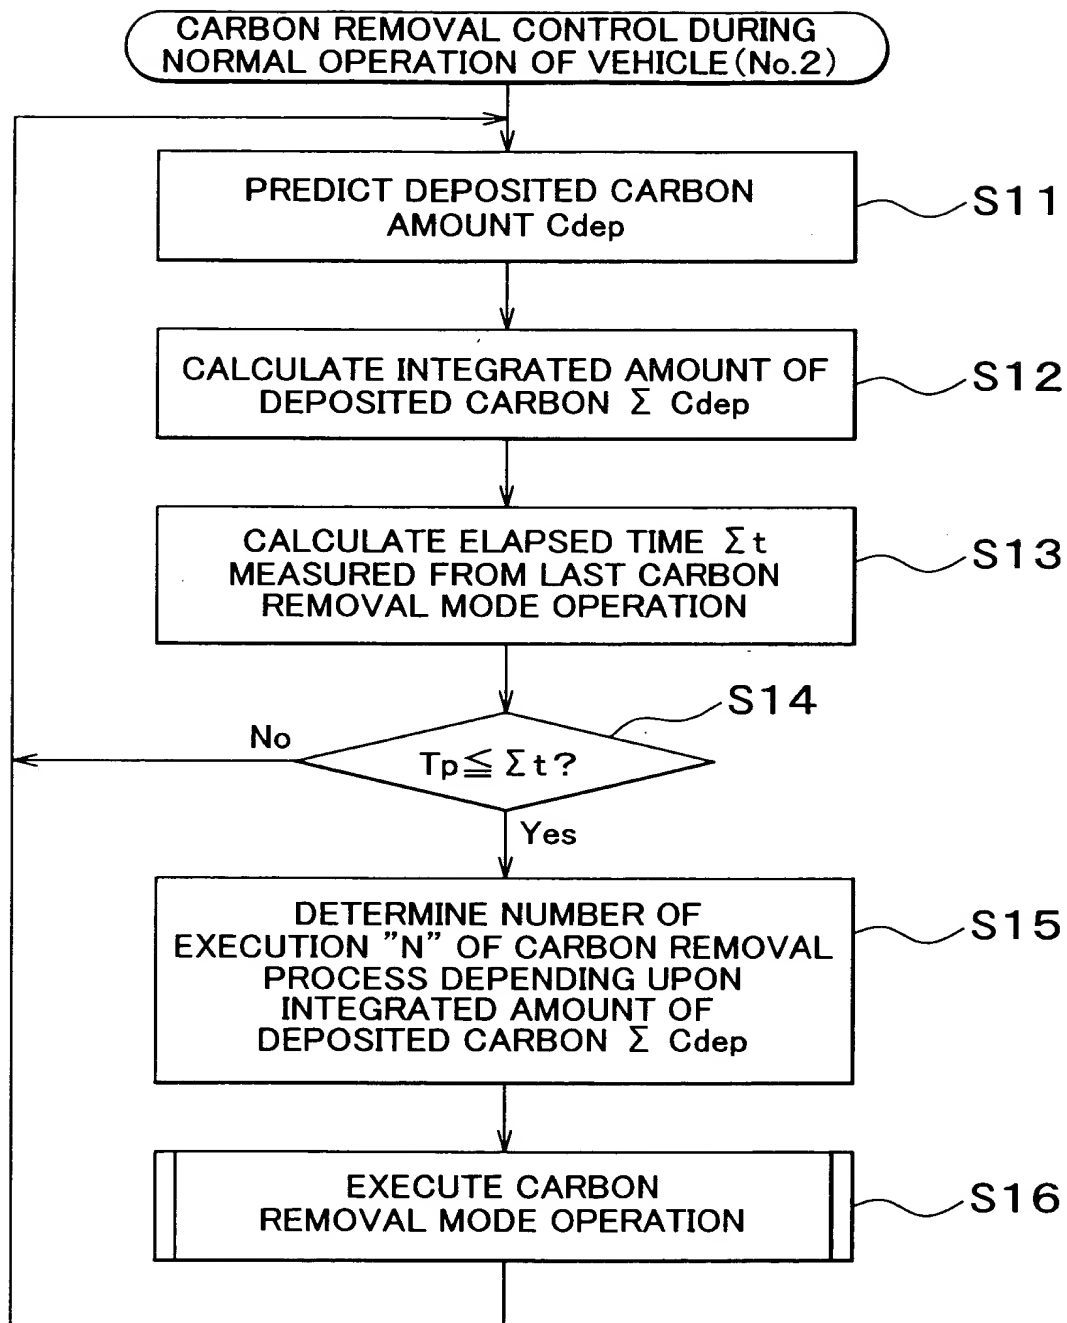 CARBON REMOVAL CONTROL DURING
NORMAL OPERATION OF VEHICLE(No.2)
PREDICT DEPOSITED CARBON
AMOUNT Cdep
S11
CALCULATE INTEGRATED AMOUNT OF
DEPOSITED CARBON Σ Cdep
S12
CALCULATE ELAPSED TIME Σt
MEASURED FROM LAST CARBON
REMOVAL MODE OPERATION
S13
S14
No
Tp≦Σt?
Yes
DETERMINE NUMBER OF
EXECUTION "N" OF CARBON REMOVAL
PROCESS DEPENDING UPON
INTEGRATED AMOUNT OF
DEPOSITED CARBON Σ Cdep
S15
EXECUTE CARBON
REMOVAL MODE OPERATION
S16